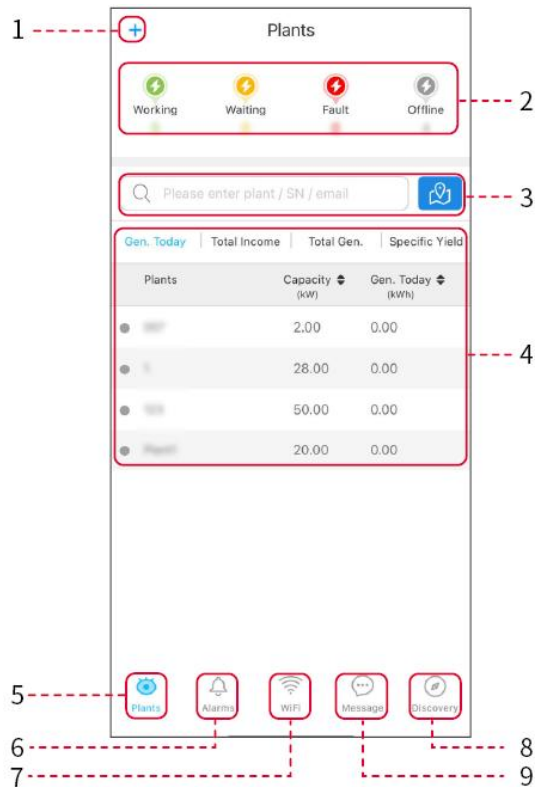 1
Plants
Working Waiting Fault Offline
2
Please enter plant / SN / email
3
Gen. Today Total Income Total Gen. Specific Yield
Plants Capacity Gen. Today
(kW) (kWh)
2.00 0.00
28.00 0.00
4
50.00 0.00
20.00 0.00
5
Plants Alarms WiFi Message Discovery
6 8
7 9